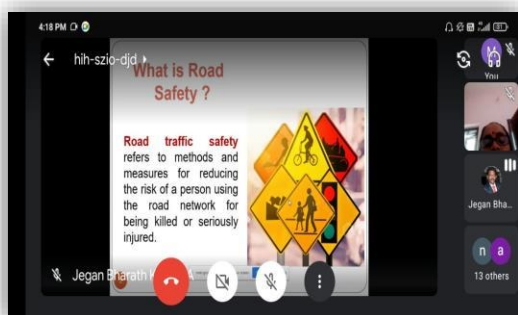 4:18 PM
hih-szio-djd
What is Road
Safety ?
Road traffic safety
refers to methods and
measures for reducing
the risk of a person using
the road network for
being killed or seriously
injured.
Jegan Bharath
You
Jegan Bha...
n a
13 others